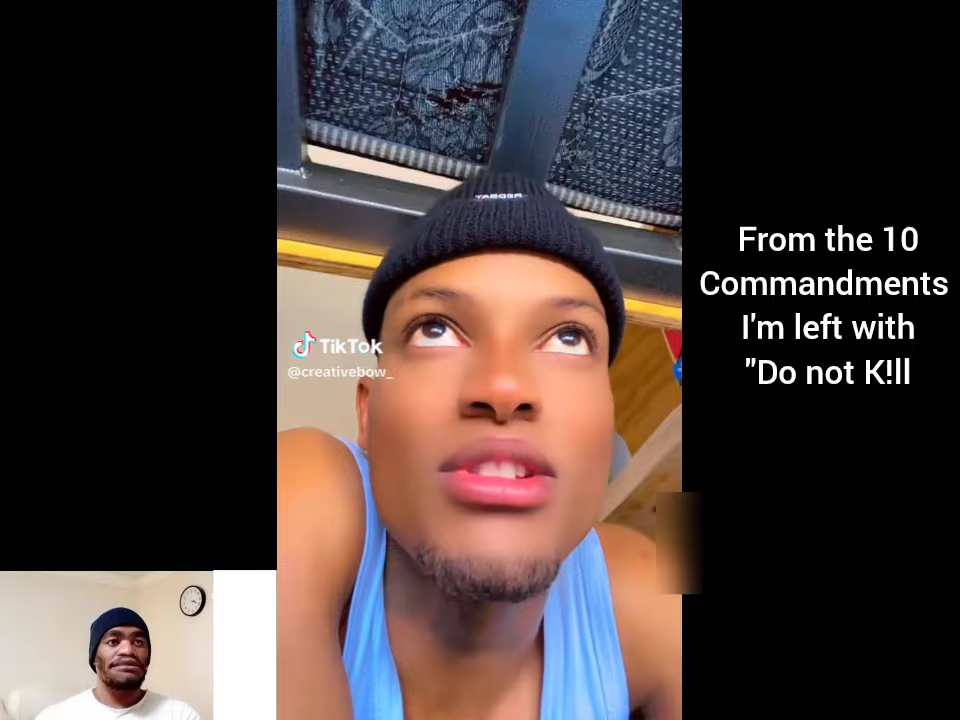 TikTok
@creativebow_
From the 10
Commandments
I'm left with
"Do not K!ll